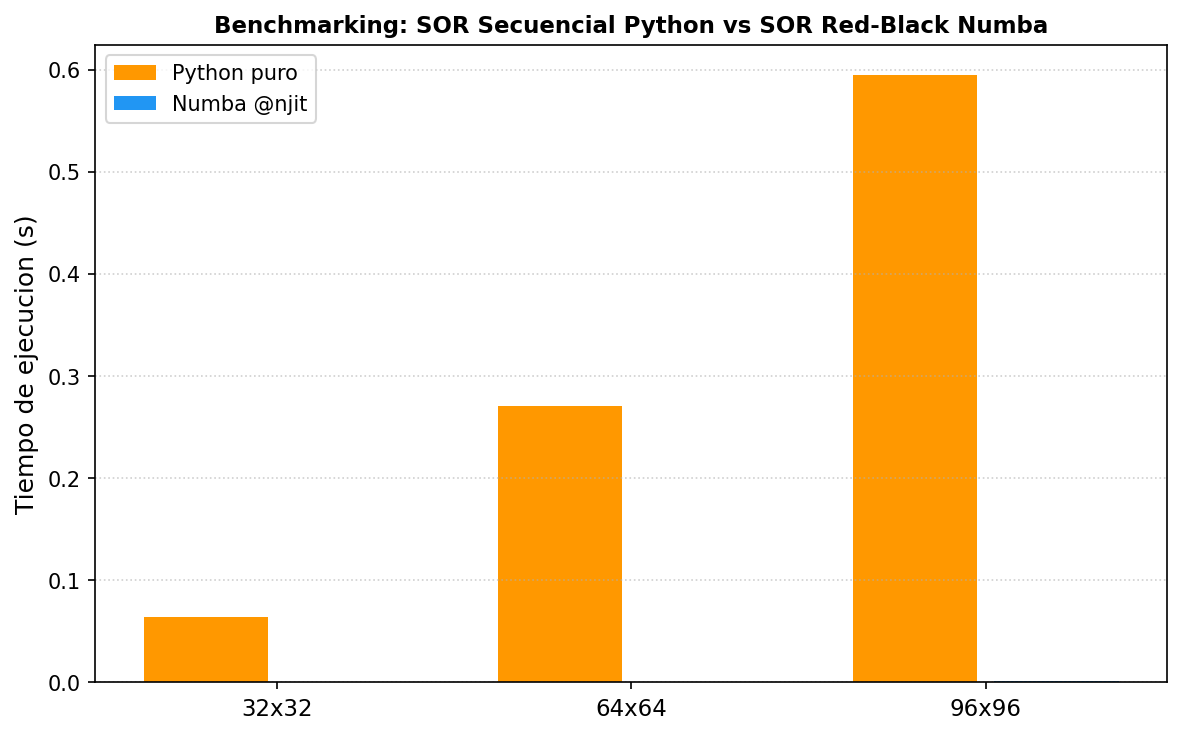 Benchmarking: SOR Secuencial Python vs SOR Red-Black Numba
Python puro
Numba @njit
Tiempo de ejecucion (s)
0.6
0.5
0.4
0.3
0.2
0.1
0.0
32x32
64x64
96x96